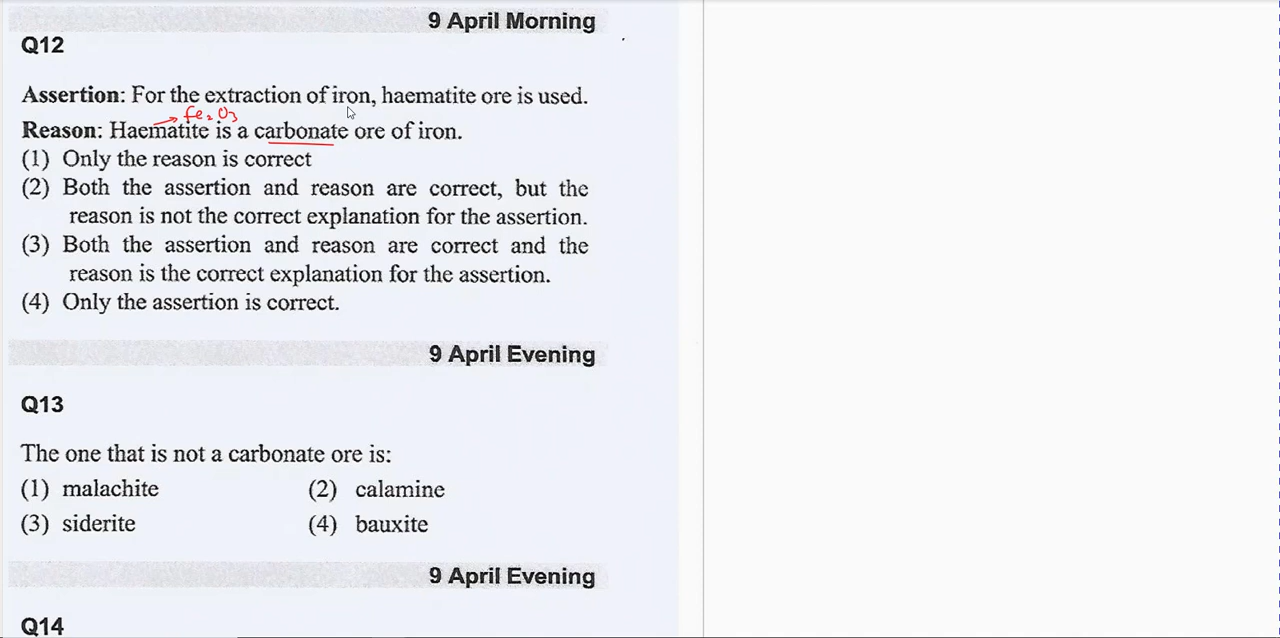 9 April Morning
Q12
Assertion: For the extraction of iron, haematite ore is used.
Fe2O3
Reason: Haematite is a carbonate ore of iron.
(1) Only the reason is correct
(2) Both the assertion and reason are correct, but the
reason is not the correct explanation for the assertion.
(3) Both the assertion and reason are correct and the
reason is the correct explanation for the assertion.
(4) Only the assertion is correct.
9 April Evening
Q13
The one that is not a carbonate ore is:
(1) malachite (2) calamine
(3) siderite (4) bauxite
9 April Evening
Q14